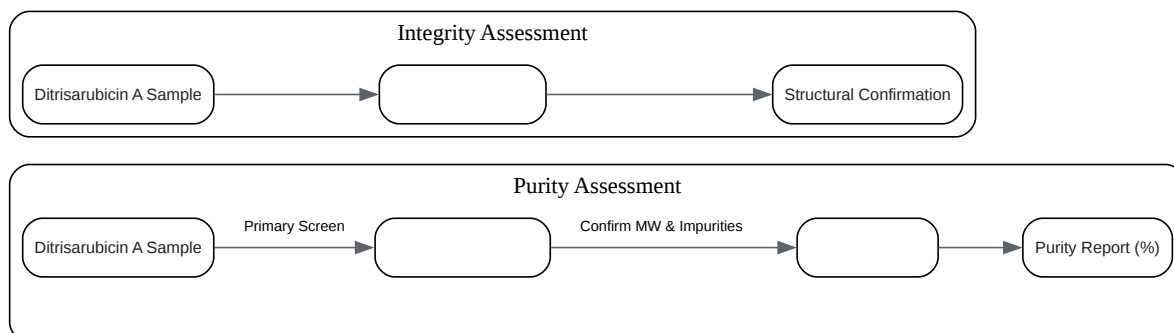 Integrity Assessment
Ditrisarubicin A Sample
Structural Confirmation
Purity Assessment
Ditrisarubicin A Sample
Primary Screen
Confirm MW & Impurities
Purity Report (%)